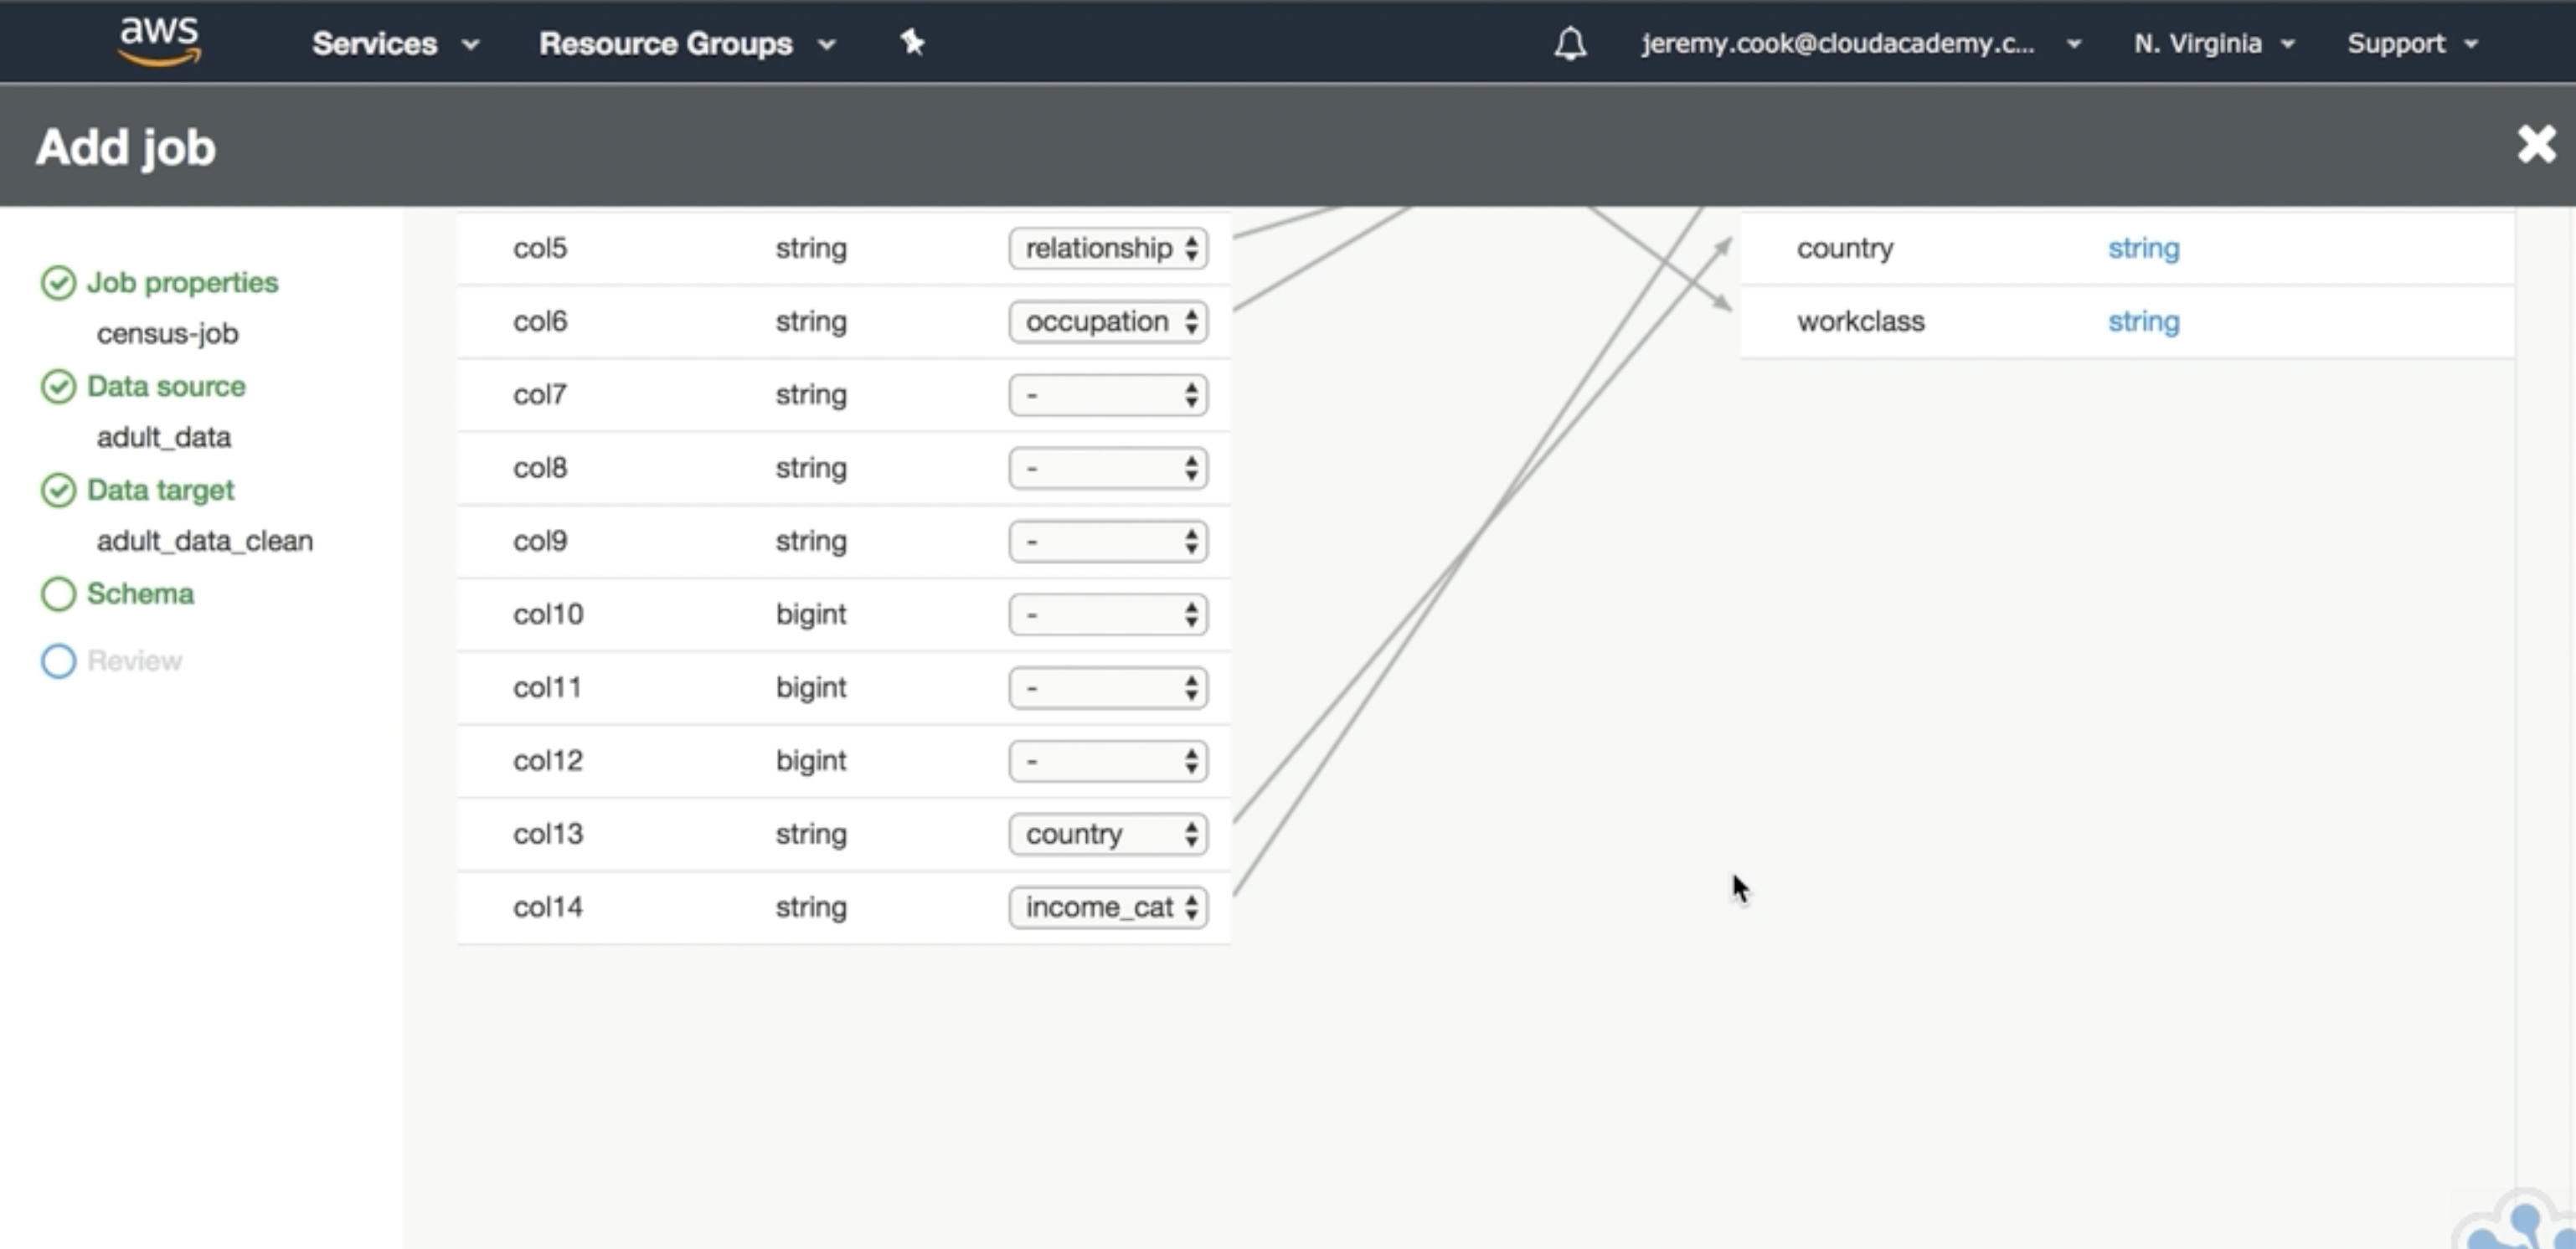 aws Services Resource Groups jeremy.cook@cloudacademy.c... N. Virginia Support
Add job
Job properties
census-job
Data source
adult_data
Data target
adult_data_clean
Schema
Review
col5 string relationship
col6 string occupation
col7 string -
col8 string -
col9 string -
col10 bigint -
col11 bigint -
col12 bigint -
col13 string country
col14 string income_cat
country string
workclass string